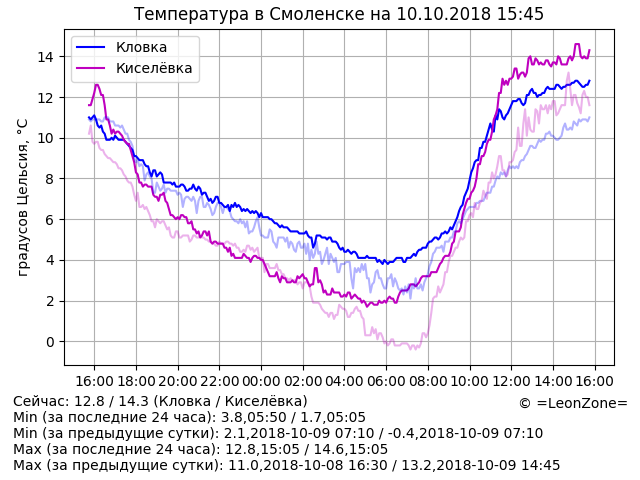 Температура в Смоленске на 10.10.2018 15:45
Кловка
Киселёвка
градусов Цельсия, °C
14
12
10
8
6
4
2
0
16:00 18:00 20:00 22:00 00:00 02:00 04:00 06:00 08:00 10:00 12:00 14:00 16:00
Сейчас: 12.8 / 14.3 (Кловка / Киселёвка)
© =LeonZone=
Min (за последние 24 часа): 3.8,05:50 / 1.7,05:05
Min (за предыдущие сутки): 2.1,2018-10-09 07:10 / -0.4,2018-10-09 07:10
Max (за последние 24 часа): 12.8,15:05 / 14.6,15:05
Max (за предыдущие сутки): 11.0,2018-10-08 16:30 / 13.2,2018-10-09 14:45